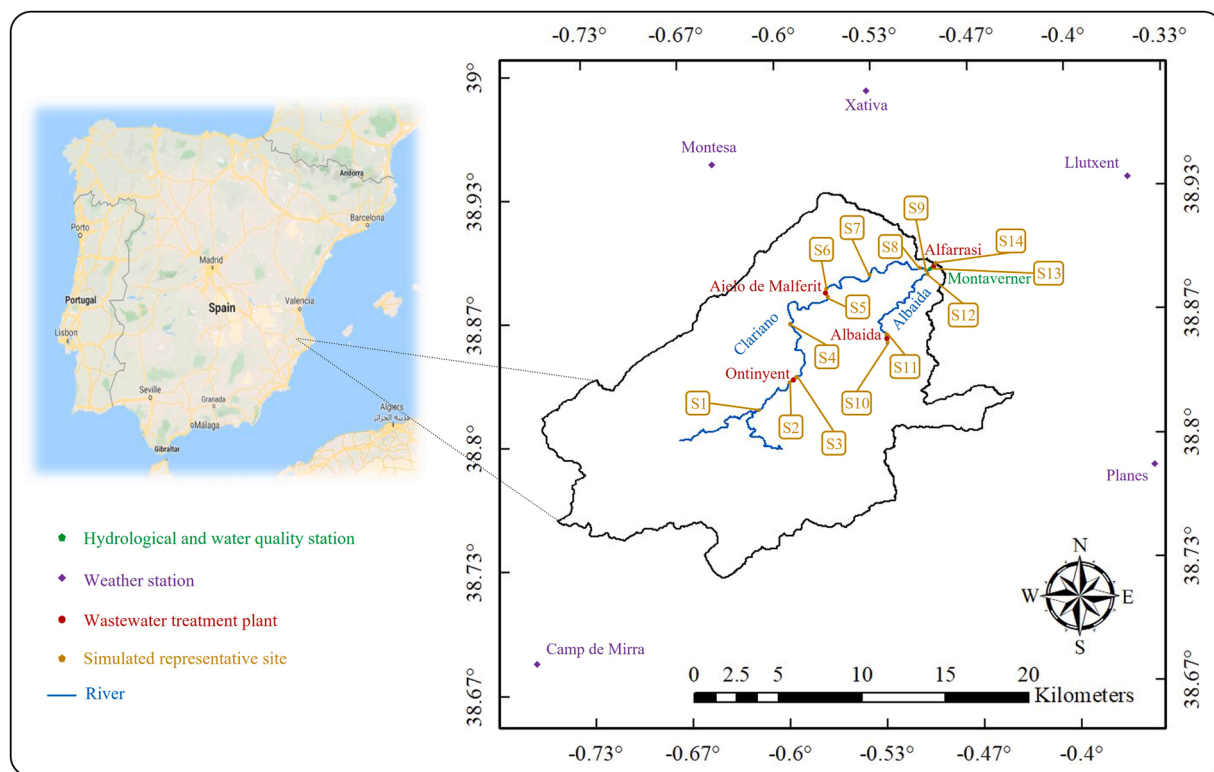 Andorra
Barcelona
Porto
Madrid
Portugal
Spain
Valencia
Lisbon
Seville
Granada
Málaga
Gibraltar
Algiers
مدينة الجزائر
Hydrological and water quality station
Weather station
Wastewater treatment plant
Simulated representative site
River
-0.73° -0.67° -0.6° -0.53° -0.47° -0.4° -0.33°
39°
38.93°
38.87°
38.8°
38.73°
38.67°
Xativa
Montesa
Llutxent
S9
S7
S8
Alfarrasi
S14
S6
S13
Aielo de Malferit
Montaverner
S5
Albaida
S12
Clariano
Albaida
S4
S11
Ontinyent
S1
S10
S2
S3
Planes
Camp de Mirra
N
W
E
S
0 2.5 5 10 15 20
Kilometers
38.93°
38.87°
38.8°
38.73°
38.67°
-0.73° -0.67° -0.6° -0.53° -0.47° -0.4°